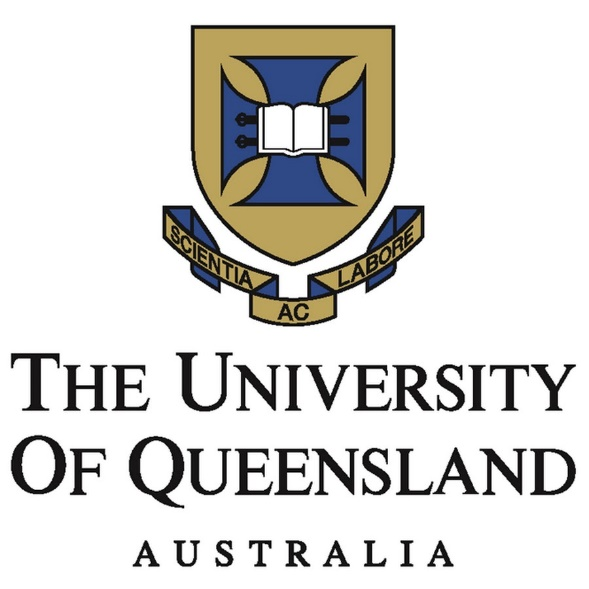 SCIENTIA AC LABORE
THE UNIVERSITY
OF QUEENSLAND
AUSTRALIA